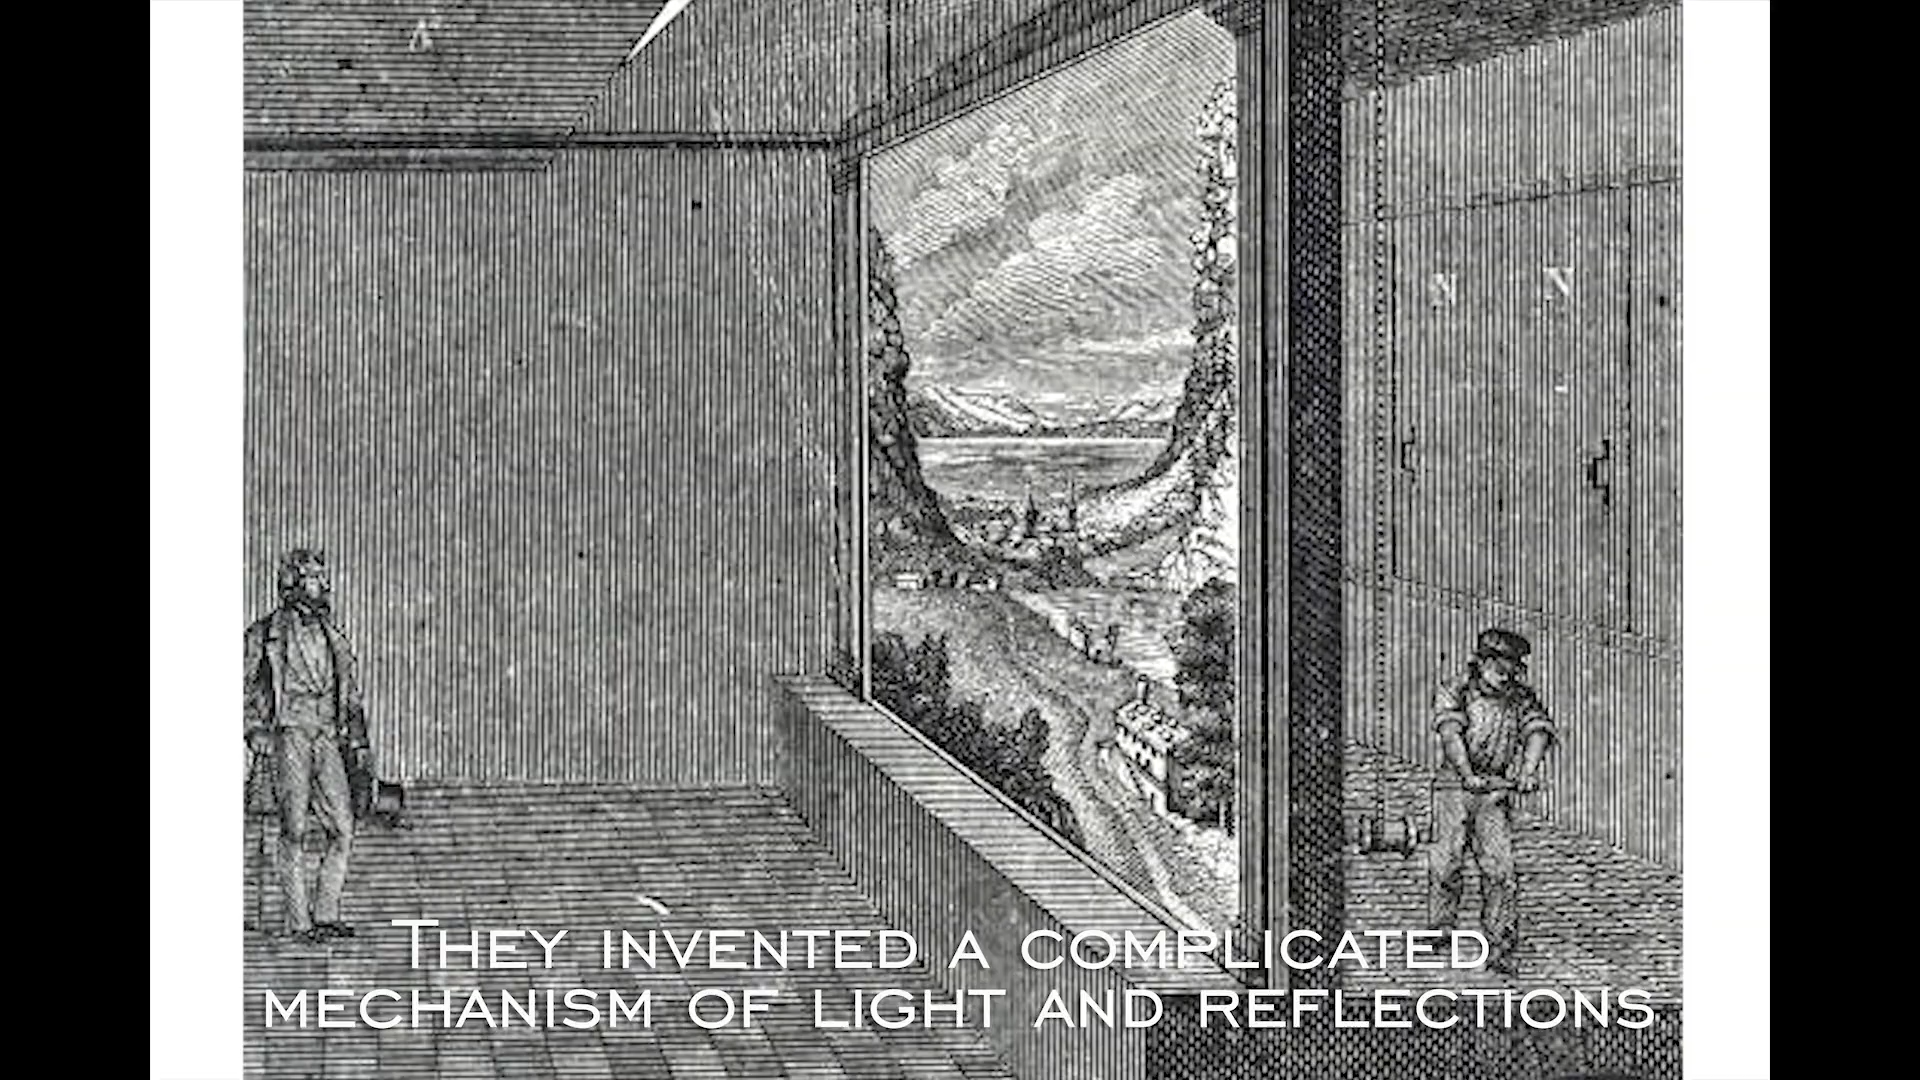 A
N N
THEY INVENTED A COMPLICATED
MECHANISM OF LIGHT AND REFLECTIONS